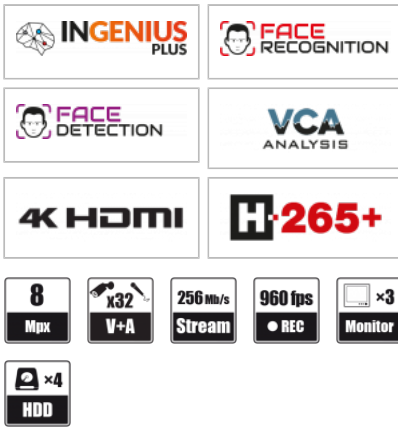 INGENIUS
PLUS
FACE
RECOGNITION
FACE
DETECTION
VCA
ANALYSIS
4K HDMI
H.265+
8
Mpx
x32
V+A
256 Mb/s
Stream
960 fps
● REC
×3
Monitor
×4
HDD